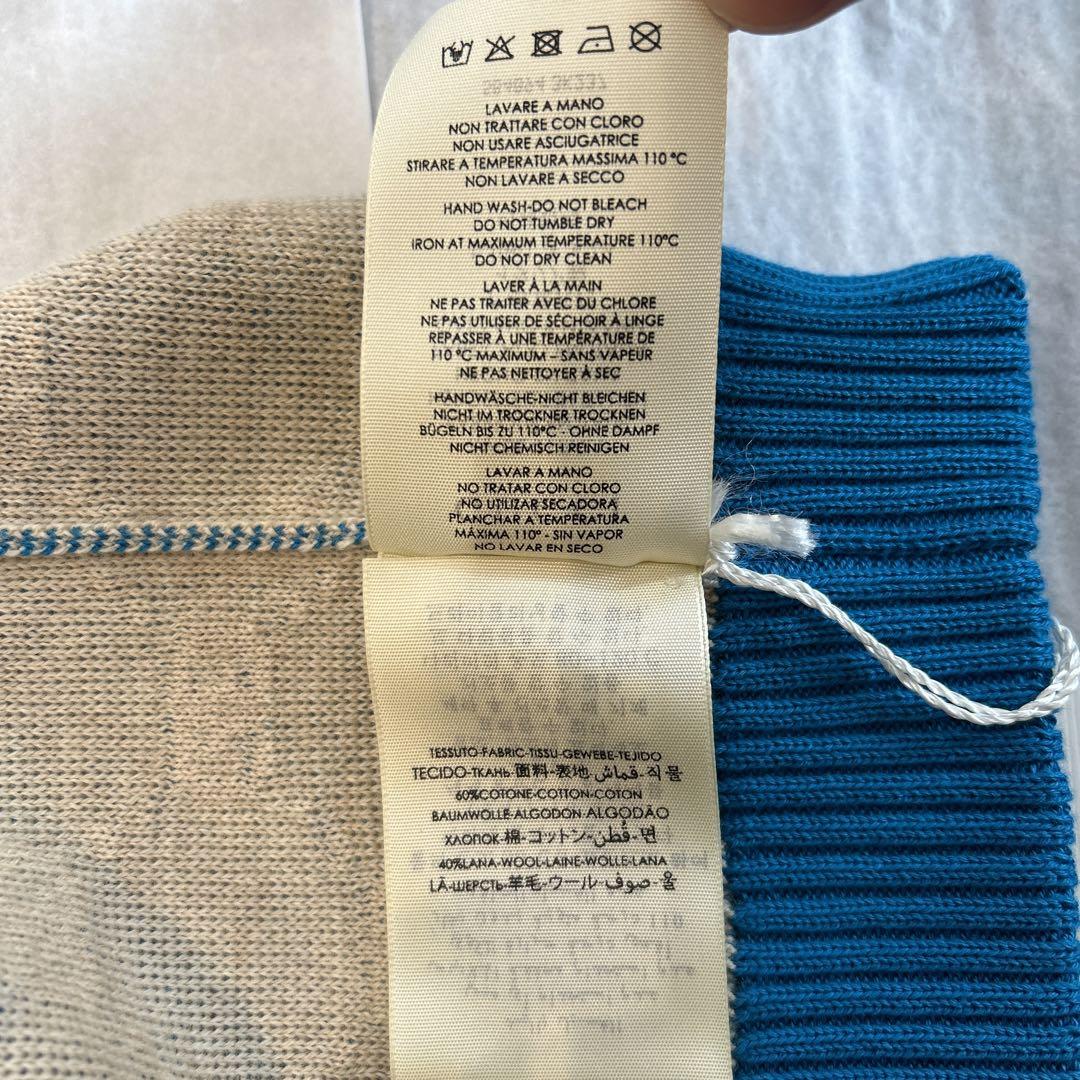 LAVARE A MANO
NON TRATTARE CON CLORO
NON USARE ASCIUGATRICE
STIRARE A TEMPERATURA MASSIMA 110 °C
NON LAVARE A SECCO
HAND WASH-DO NOT BLEACH
DO NOT TUMBLE DRY
IRON AT MAXIMUM TEMPERATURE 110°C
DO NOT DRY CLEAN
LAVER À LA MAIN
NE PAS TRAITER AVEC DU CHLORE
NE PAS UTILISER DE SÉCHOIR À LINGE
REPASSER À UNE TEMPÉRATURE DE
110 °C MAXIMUM – SANS VAPEUR
NE PAS NETTOYER À SEC
HANDWÄSCHE-NICHT BLEICHEN
NICHT IM TROCKNER TROCKNEN
BÜGELN BIS ZU 110°C - OHNE DAMPF
NICHT CHEMISCH REINIGEN
LAVAR A MANO
NO TRATAR CON CLORO
NO UTILIZAR SECADORA
PLANCHAR A TEMPERATURA
MÁXIMA 110° - SIN VAPOR
NO LAVAR EN SECO
TESSUTO-FABRIC-TISSU-GEWEBE-TEJIDO
TECIDO-ТКАНЬ-面料-表地-قماش-직물
60%COTONE-COTTON-COTON
BAUMWOLLE-ALGODON-ALGODÃO
ХЛОПОК-棉-コットン-قُطن-면
40%LANA-WOOL-LAINE-WOLLE-LANA
LÃ-ШЕРСТЬ-羊毛-ウール-صوف-울